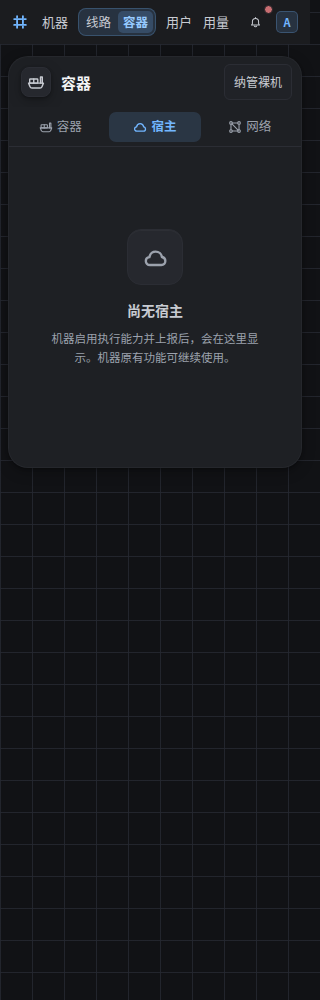 机器 线路 容器 用户 用量 A
容器 纳管裸机
容器 宿主 网络
尚无宿主
机器启用执行能力并上报后，会在这里显
示。机器原有功能可继续使用。